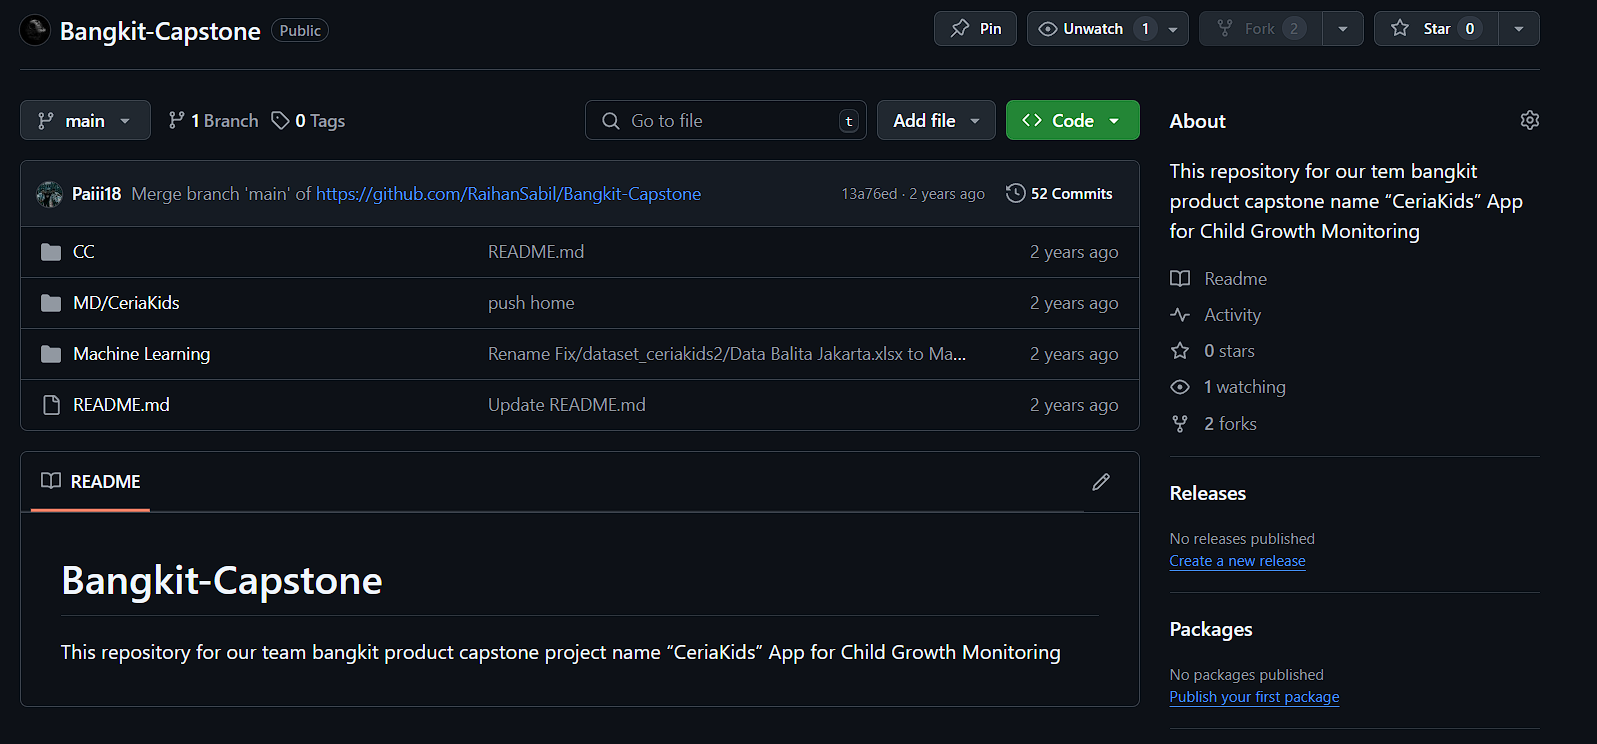 Bangkit-Capstone Public Pin Unwatch 1 Fork 2 Star 0
main 1 Branch 0 Tags Go to file t Add file Code
Paiii18 Merge branch 'main' of https://github.com/RaihanSabil/Bangkit-Capstone 13a76ed · 2 years ago 52 Commits
CC README.md 2 years ago
MD/CeriaKids push home 2 years ago
Machine Learning Rename Fix/dataset_ceriakids2/Data Balita Jakarta.xlsx to Ma... 2 years ago
README.md Update README.md 2 years ago
README
Bangkit-Capstone
This repository for our team bangkit product capstone project name “CeriaKids” App for Child Growth Monitoring
About
This repository for our tem bangkit
product capstone name “CeriaKids” App
for Child Growth Monitoring
Readme
Activity
0 stars
1 watching
2 forks
Releases
No releases published
Create a new release
Packages
No packages published
Publish your first package